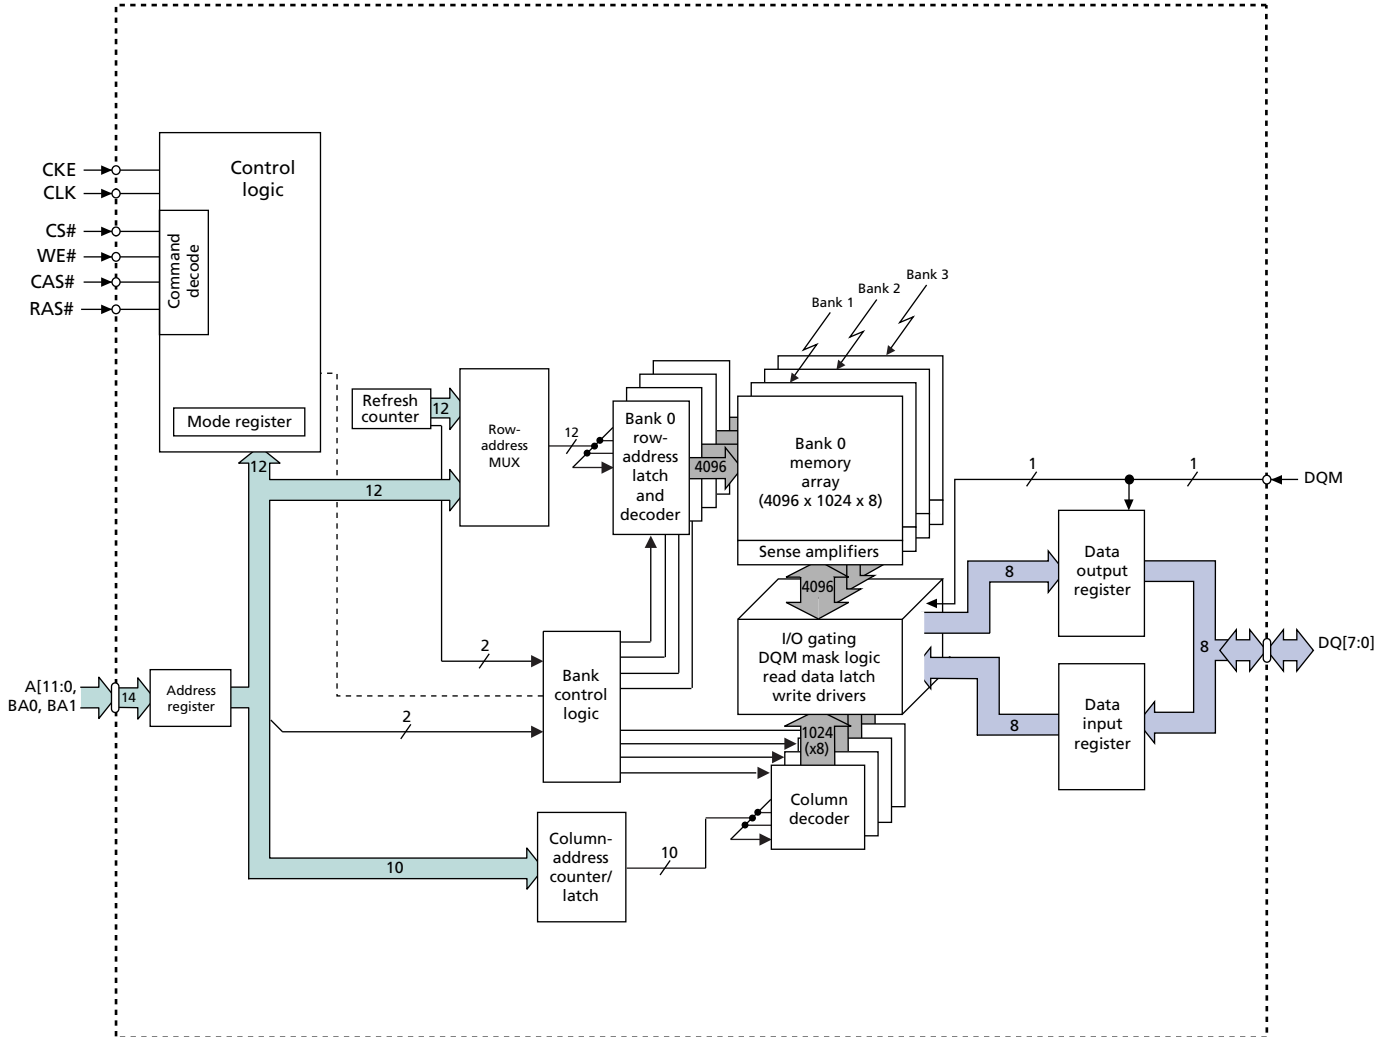 CKE
CLK
CS#
WE#
CAS#
RAS#
Control
logic
Command
decode
Mode register
12
Refresh
counter
12
12
Row-
address
MUX
12
Bank 0
row-
address
latch
and
decoder
4096
Bank 1
Bank 2
Bank 3
Bank 0
memory
array
(4096 x 1024 x 8)
Sense amplifiers
4096
I/O gating
DQM mask logic
read data latch
write drivers
1024
(x8)
Column
decoder
1
1
DQM
Data
output
register
8
8
DQ[7:0]
Data
input
register
8
A[11:0,
BA0, BA1
14
Address
register
2
2
Bank
control
logic
10
Column-
address
counter/
latch
10